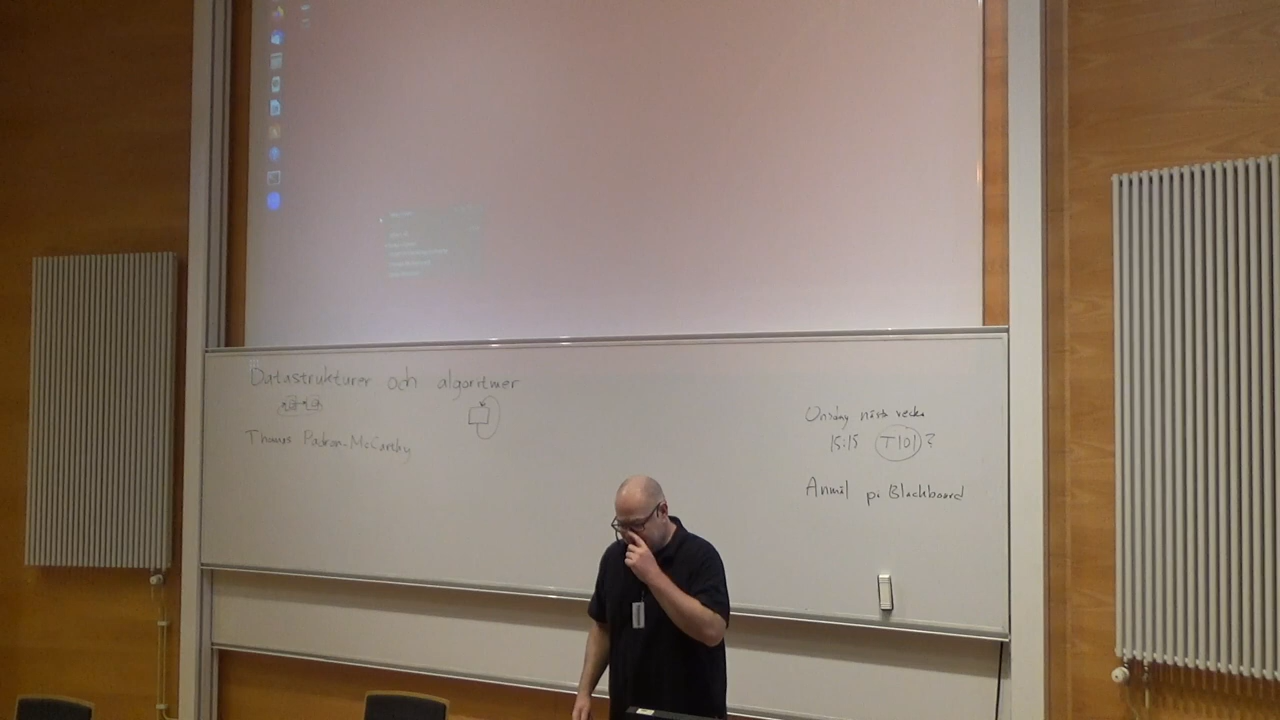 Datastrukturer och algoritmer
Thomas Padron-McCarthy
Onsdag nästa vecka
15:15 T101?
Anmäl på Blackboard